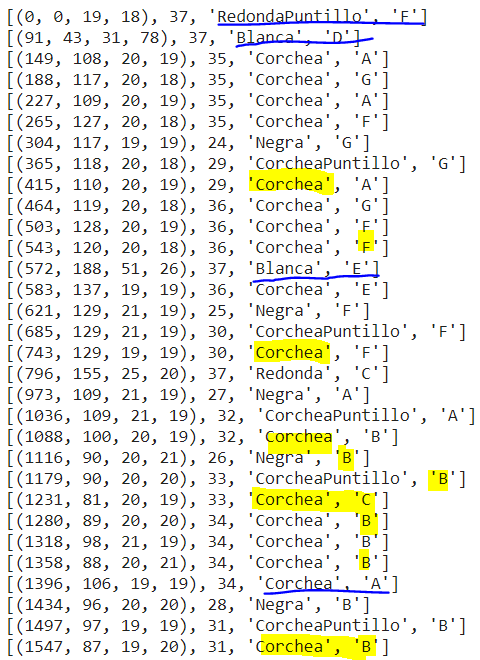 [(0, 0, 19, 18), 37, 'RedondaPuntillo', 'F']
[(91, 43, 31, 78), 37, 'Blanca', 'D']
[(149, 108, 20, 19), 35, 'Corchea', 'A']
[(188, 117, 20, 18), 35, 'Corchea', 'G']
[(227, 109, 20, 19), 35, 'Corchea', 'A']
[(265, 127, 20, 18), 35, 'Corchea', 'F']
[(304, 117, 19, 19), 24, 'Negra', 'G']
[(365, 118, 20, 18), 29, 'CorcheaPuntillo', 'G']
[(415, 110, 20, 19), 29, 'Corchea', 'A']
[(464, 119, 20, 18), 36, 'Corchea', 'G']
[(503, 128, 20, 19), 36, 'Corchea', 'F']
[(543, 120, 20, 18), 36, 'Corchea', 'F']
[(572, 188, 51, 26), 37, 'Blanca', 'E']
[(583, 137, 19, 19), 36, 'Corchea', 'E']
[(621, 129, 21, 19), 25, 'Negra', 'F']
[(685, 129, 21, 19), 30, 'CorcheaPuntillo', 'F']
[(743, 129, 19, 19), 30, 'Corchea', 'F']
[(796, 155, 25, 20), 37, 'Redonda', 'C']
[(973, 109, 21, 19), 27, 'Negra', 'A']
[(1036, 109, 21, 19), 32, 'CorcheaPuntillo', 'A']
[(1088, 100, 20, 19), 32, 'Corchea', 'B']
[(1116, 90, 20, 21), 26, 'Negra', 'B']
[(1179, 90, 20, 20), 33, 'CorcheaPuntillo', 'B']
[(1231, 81, 20, 19), 33, 'Corchea', 'C']
[(1280, 89, 20, 20), 34, 'Corchea', 'B']
[(1318, 98, 21, 19), 34, 'Corchea', 'B']
[(1358, 88, 20, 21), 34, 'Corchea', 'B']
[(1396, 106, 19, 19), 34, 'Corchea', 'A']
[(1434, 96, 20, 20), 28, 'Negra', 'B']
[(1497, 97, 19, 19), 31, 'CorcheaPuntillo', 'B']
[(1547, 87, 19, 20), 31, 'Corchea', 'B']